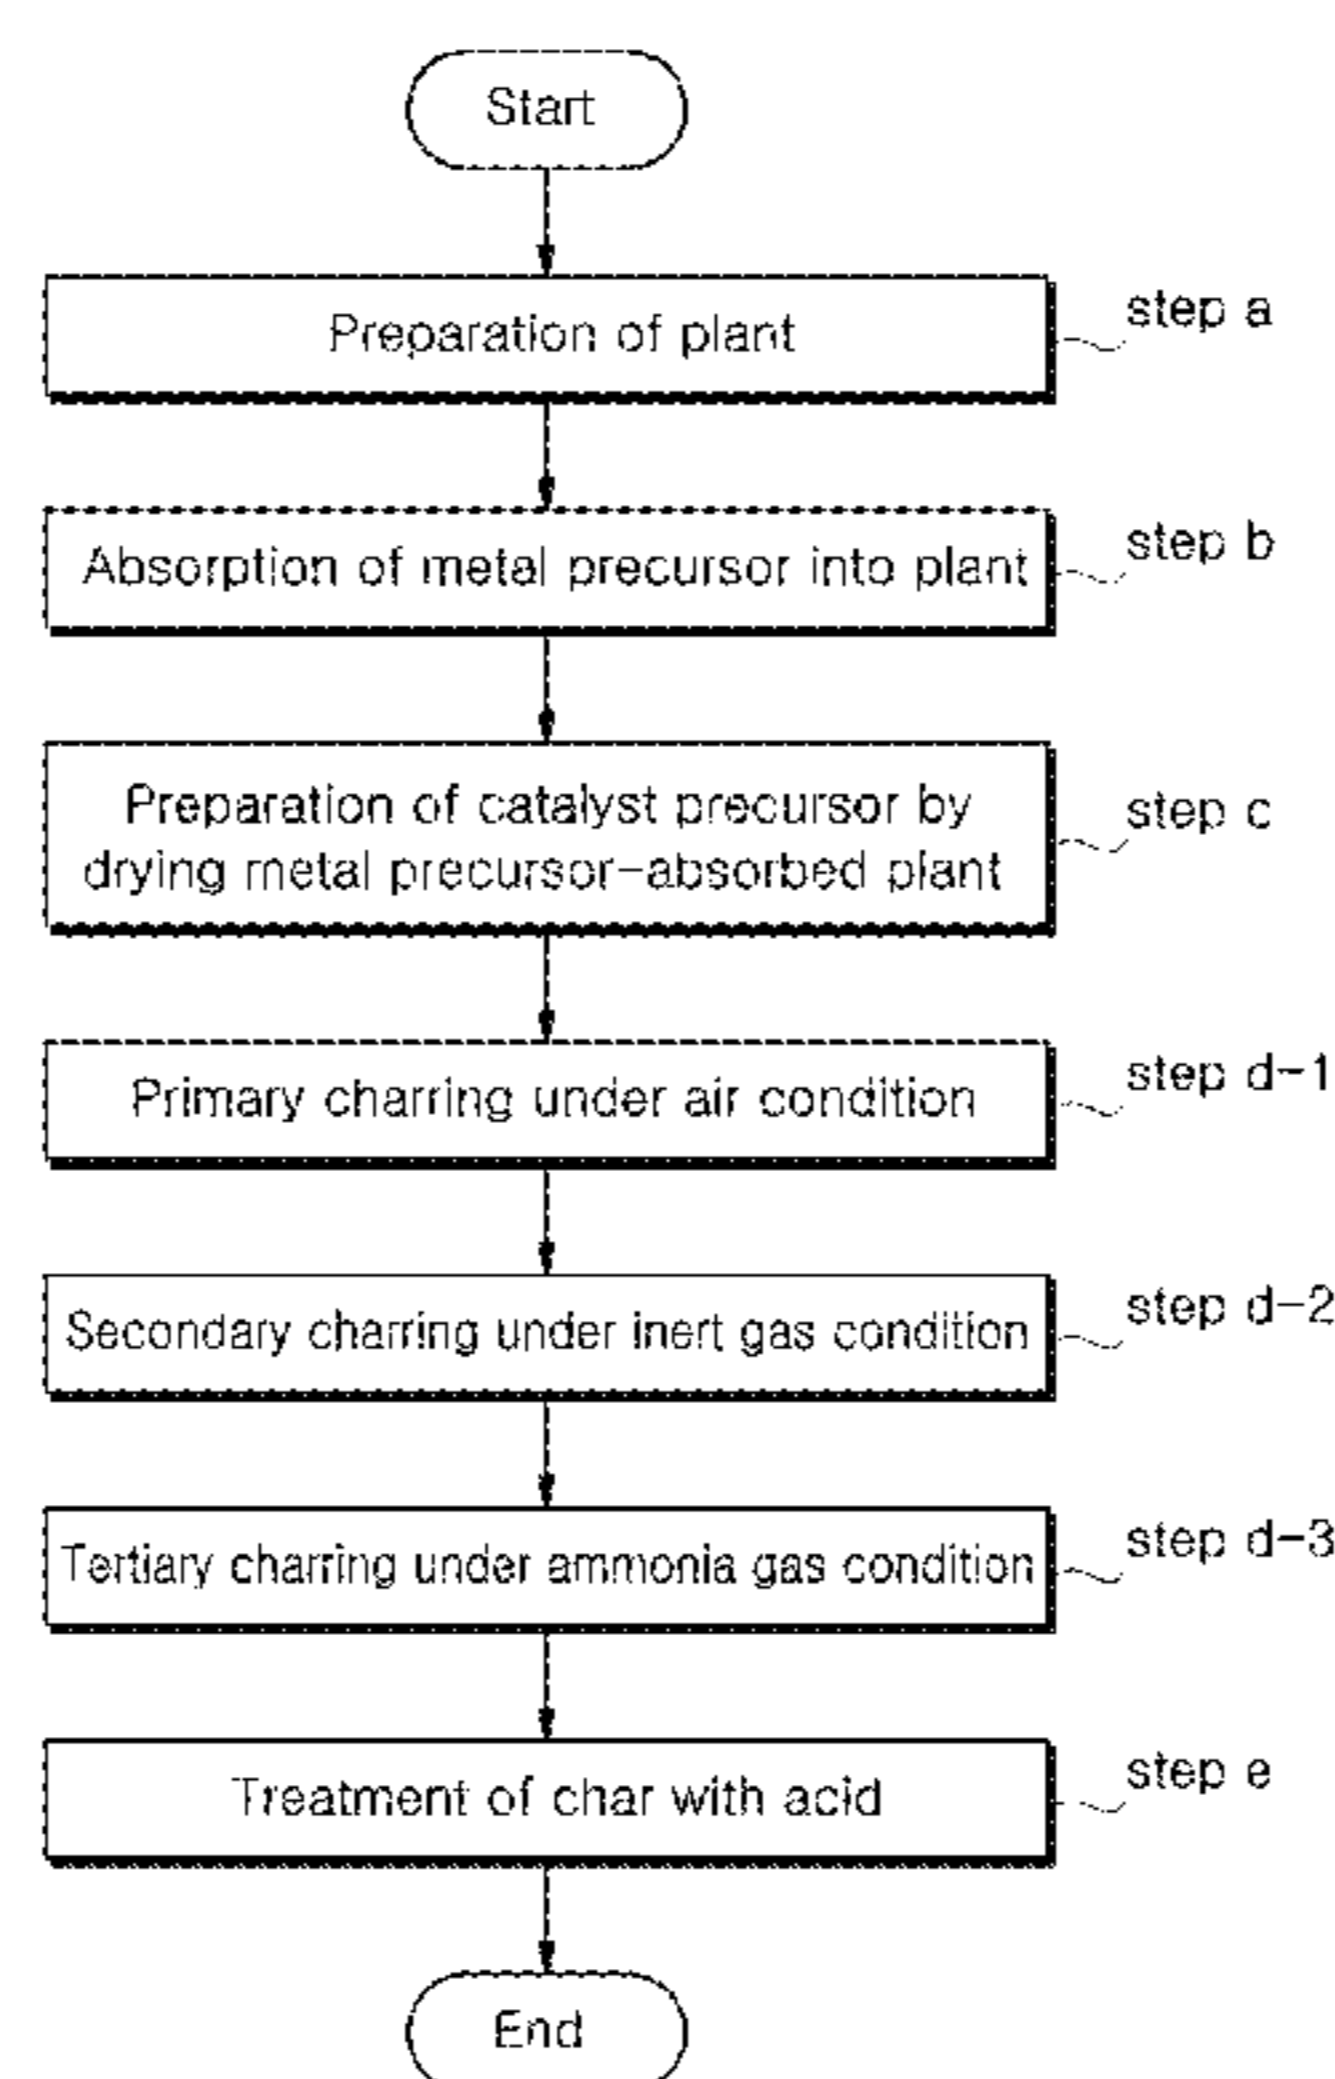 Start
Preparation of plant
step a
Absorption of metal precursor into plant
step b
Preparation of catalyst precursor by
drying metal precursor-absorbed plant
step c
Primary charring under air condition
step d-1
Secondary charring under inert gas condition
step d-2
Tertiary charring under ammonia gas condition
step d-3
Treatment of char with acid
step e
End